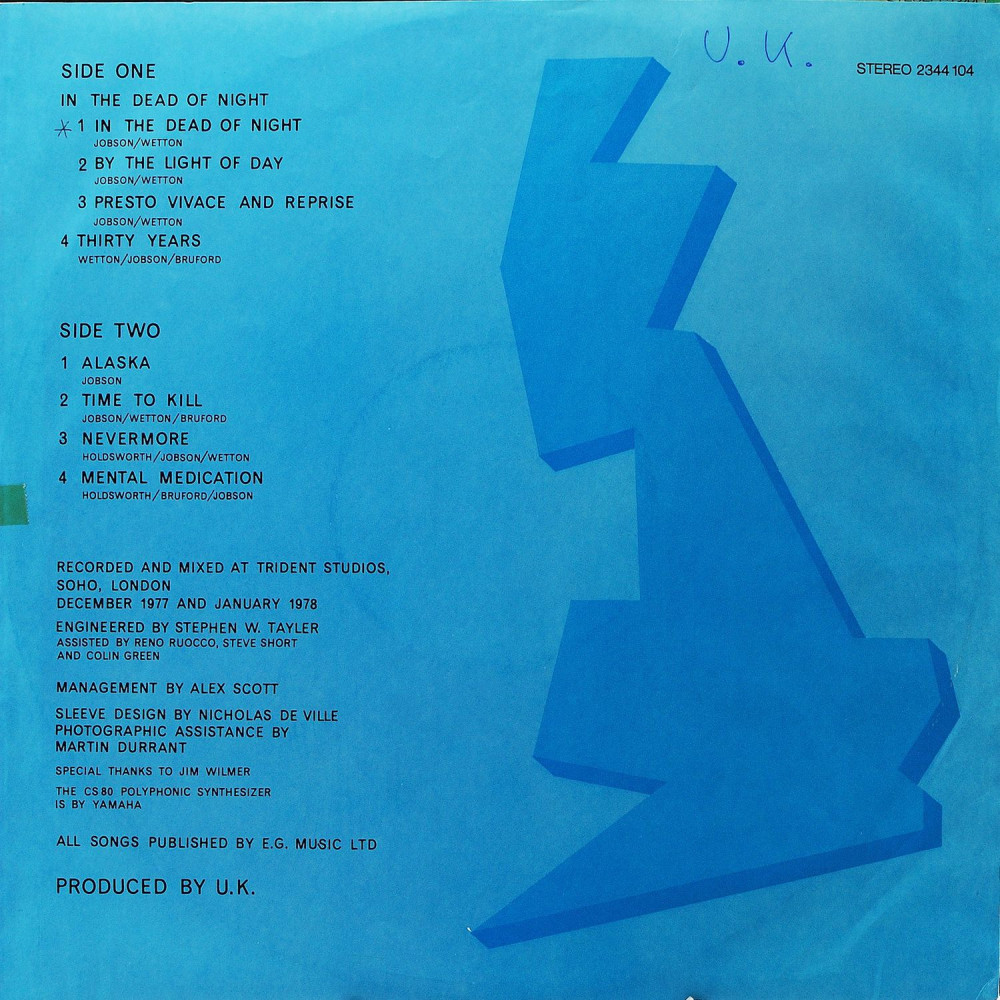 U. K.
STEREO 2344 104
SIDE ONE
IN THE DEAD OF NIGHT
* 1 IN THE DEAD OF NIGHT
JOBSON/WETTON
2 BY THE LIGHT OF DAY
JOBSON/WETTON
3 PRESTO VIVACE AND REPRISE
JOBSON/WETTON
4 THIRTY YEARS
WETTON/JOBSON/BRUFORD
SIDE TWO
1 ALASKA
JOBSON
2 TIME TO KILL
JOBSON/WETTON/BRUFORD
3 NEVERMORE
HOLDSWORTH/JOBSON/WETTON
4 MENTAL MEDICATION
HOLDSWORTH/BRUFORD/JOBSON
RECORDED AND MIXED AT TRIDENT STUDIOS,
SOHO, LONDON
DECEMBER 1977 AND JANUARY 1978
ENGINEERED BY STEPHEN W. TAYLER
ASSISTED BY RENO RUOCCO, STEVE SHORT
AND COLIN GREEN
MANAGEMENT BY ALEX SCOTT
SLEEVE DESIGN BY NICHOLAS DE VILLE
PHOTOGRAPHIC ASSISTANCE BY
MARTIN DURRANT
SPECIAL THANKS TO JIM WILMER
THE CS80 POLYPHONIC SYNTHESIZER
IS BY YAMAHA
ALL SONGS PUBLISHED BY E.G. MUSIC LTD
PRODUCED BY U.K.